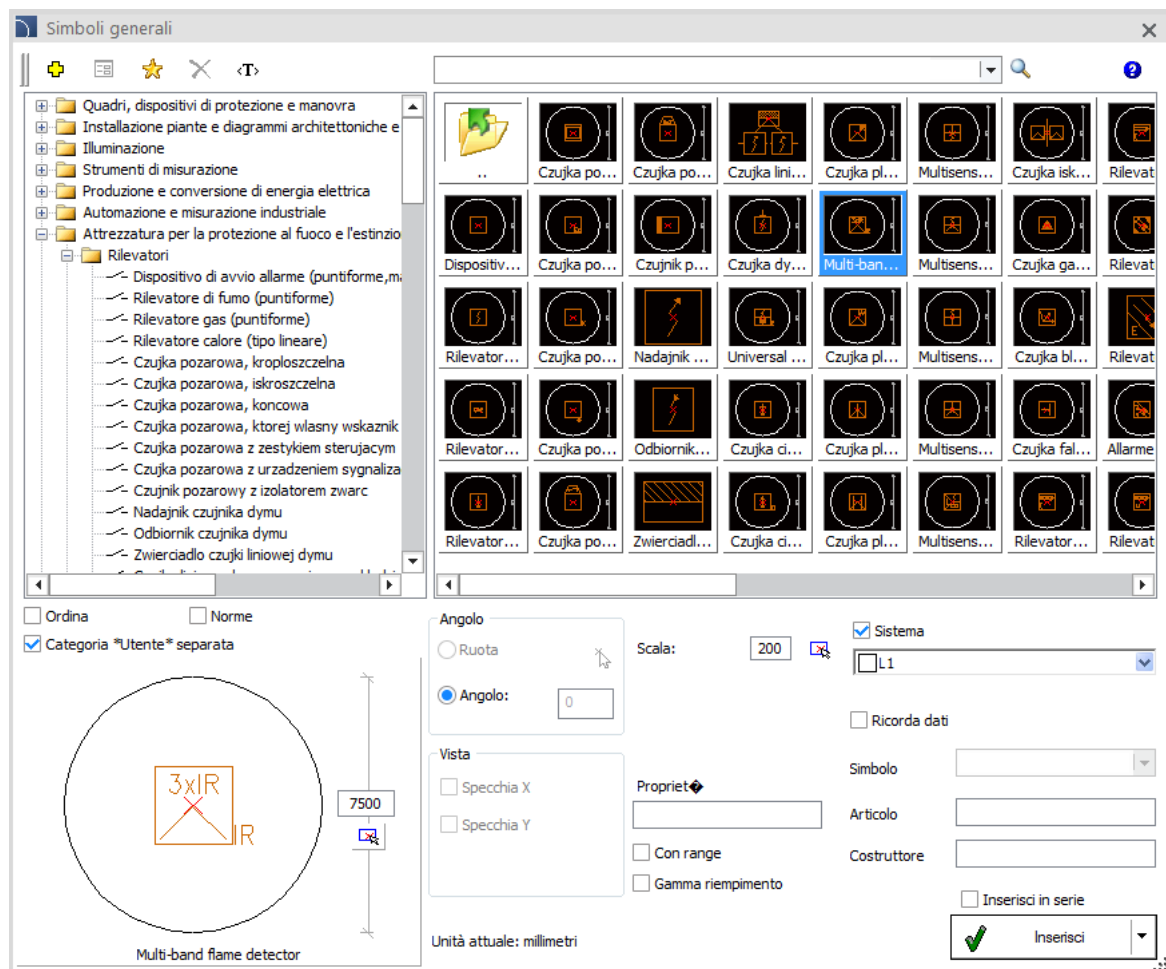 Simboli generali
<T>
Quadri, dispositivi di protezione e manovra
Installazione piante e diagrammi architettoniche e
Illuminazione
Strumenti di misurazione
Produzione e conversione di energia elettrica
Automazione e misurazione industriale
Attrezzatura per la protezione al fuoco e l'estinzio
Rilevatori
Dispositivo di avvio allarme (puntiforme,ma
Rilevatore di fumo (puntiforme)
Rilevatore gas (puntiforme)
Rilevatore calore (tipo lineare)
Czujka pozarowa, kroploszczelna
Czujka pozarowa, iskroszczelna
Czujka pozarowa, koncowa
Czujka pozarowa, ktorej wlasny wskaznik
Czujka pozarowa z zestykiem sterujacym
Czujka pozarowa z urzadzeniem sygnaliza
Czujnik pozarowy z izolatorem zwarc
Nadajnik czujnika dymu
Odbiornik czujnika dymu
Zwierciadlo czujki liniowej dymu
.. Czujka po... Czujka po... Czujka lini... Czujka pl... Multisens... Czujka isk... Rilevat
Dispositiv... Czujka po... Czujnik p... Czujka dy... Multi-ban... Multisens... Czujka ga... Rilevat
Rilevator... Czujka po... Nadajnik ... Universal ... Czujka pl... Multisens... Czujka bl... Rilevat
Rilevator... Czujka po... Odbiornik... Czujka ci... Czujka pl... Multisens... Czujka fal... Allarme
Rilevator... Czujka po... Zwierciadl... Czujka ci... Czujka pl... Multisens... Rilevator... Rilevat
Ordina
Norme
Categoria *Utente* separata
3xIR
IR
7500
Multi-band flame detector
Angolo
Ruota
Angolo:
0
Vista
Specchia X
Specchia Y
Unità attuale: millimetri
Scala:
200
Propriet�
Con range
Gamma riempimento
Sistema
L1
Ricorda dati
Simbolo
Articolo
Costruttore
Inserisci in serie
Inserisci